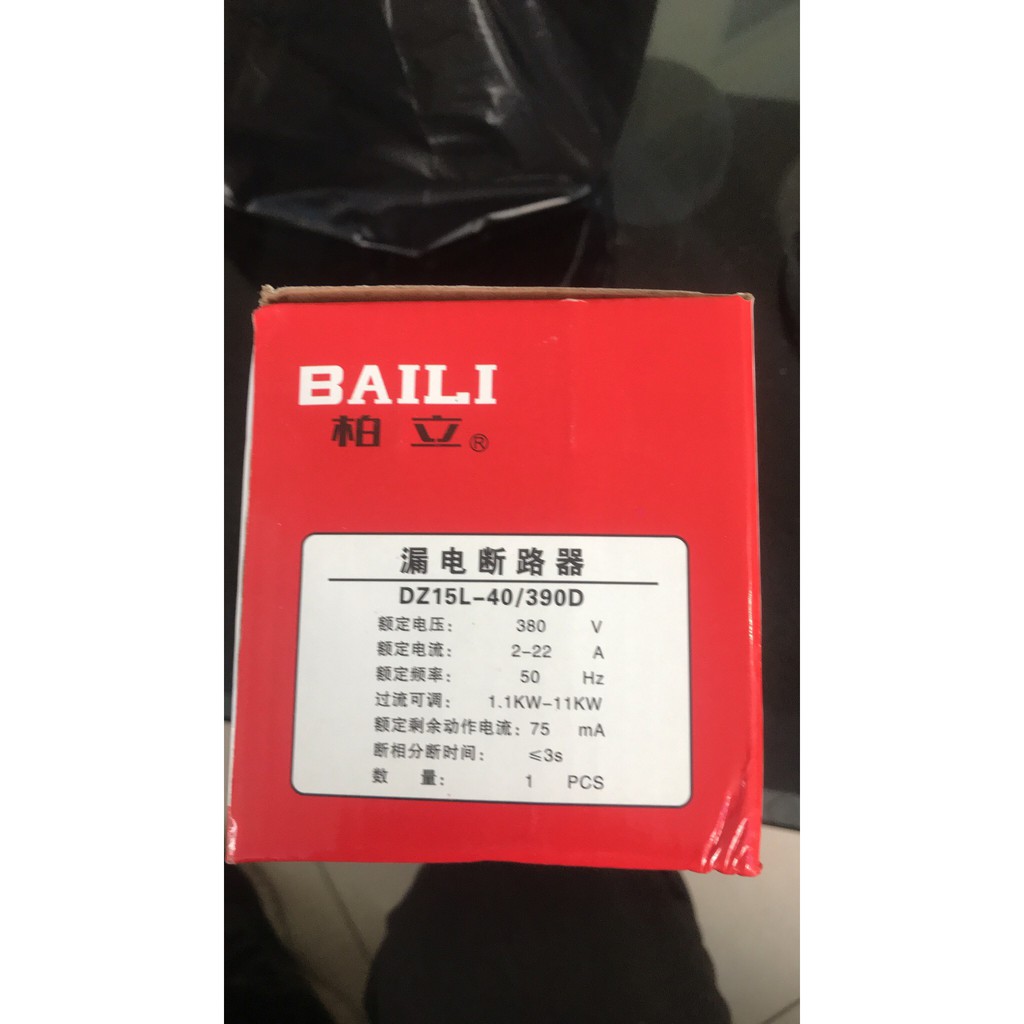 BAILI
柏立®
漏电断路器
DZ15L-40/390D
额定电压： 380 V
额定电流： 2-22 A
额定频率： 50 Hz
过流可调： 1.1KW-11KW
额定剩余动作电流：75 mA
断相分断时间： ≤3s
数 量： 1 PCS